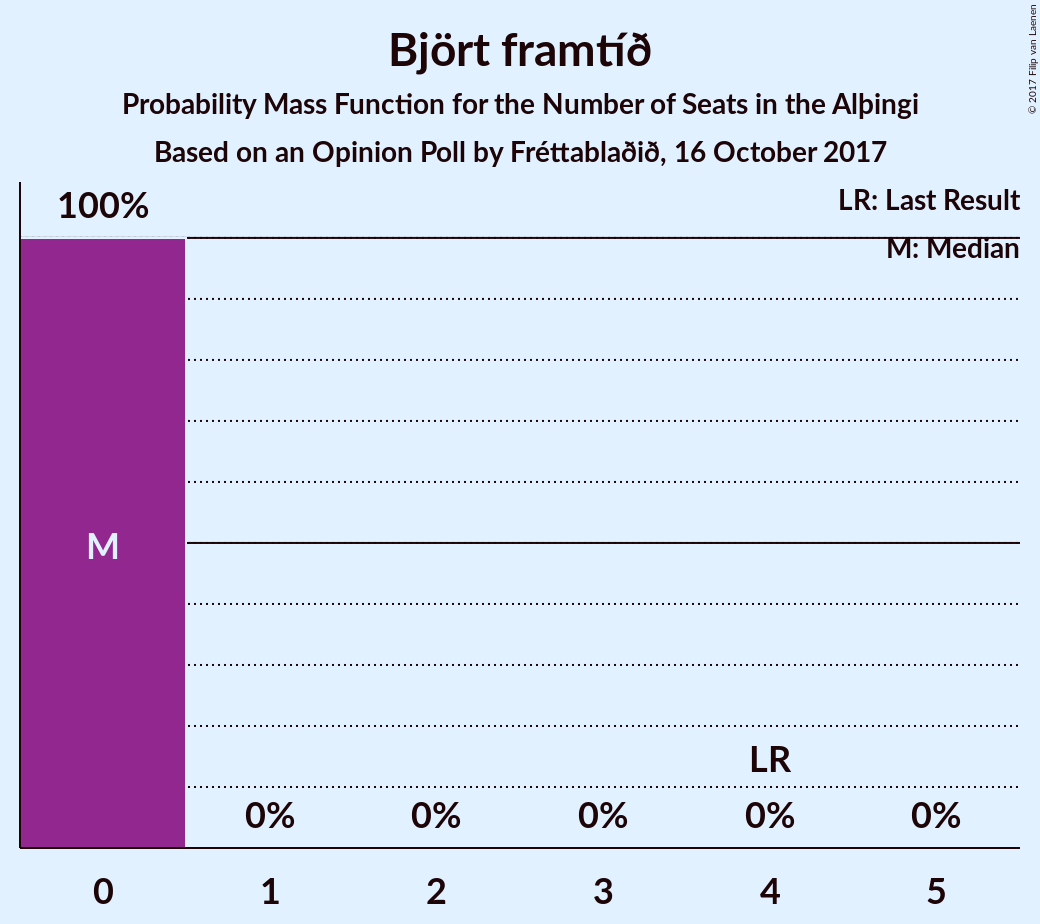 Björt framtíð
Probability Mass Function for the Number of Seats in the Alþingi
Based on an Opinion Poll by Fréttablaðið, 16 October 2017
© 2017 Filip van Laenen
LR: Last Result
M: Median
100%
M
LR
0% 0% 0% 0% 0%
0 1 2 3 4 5